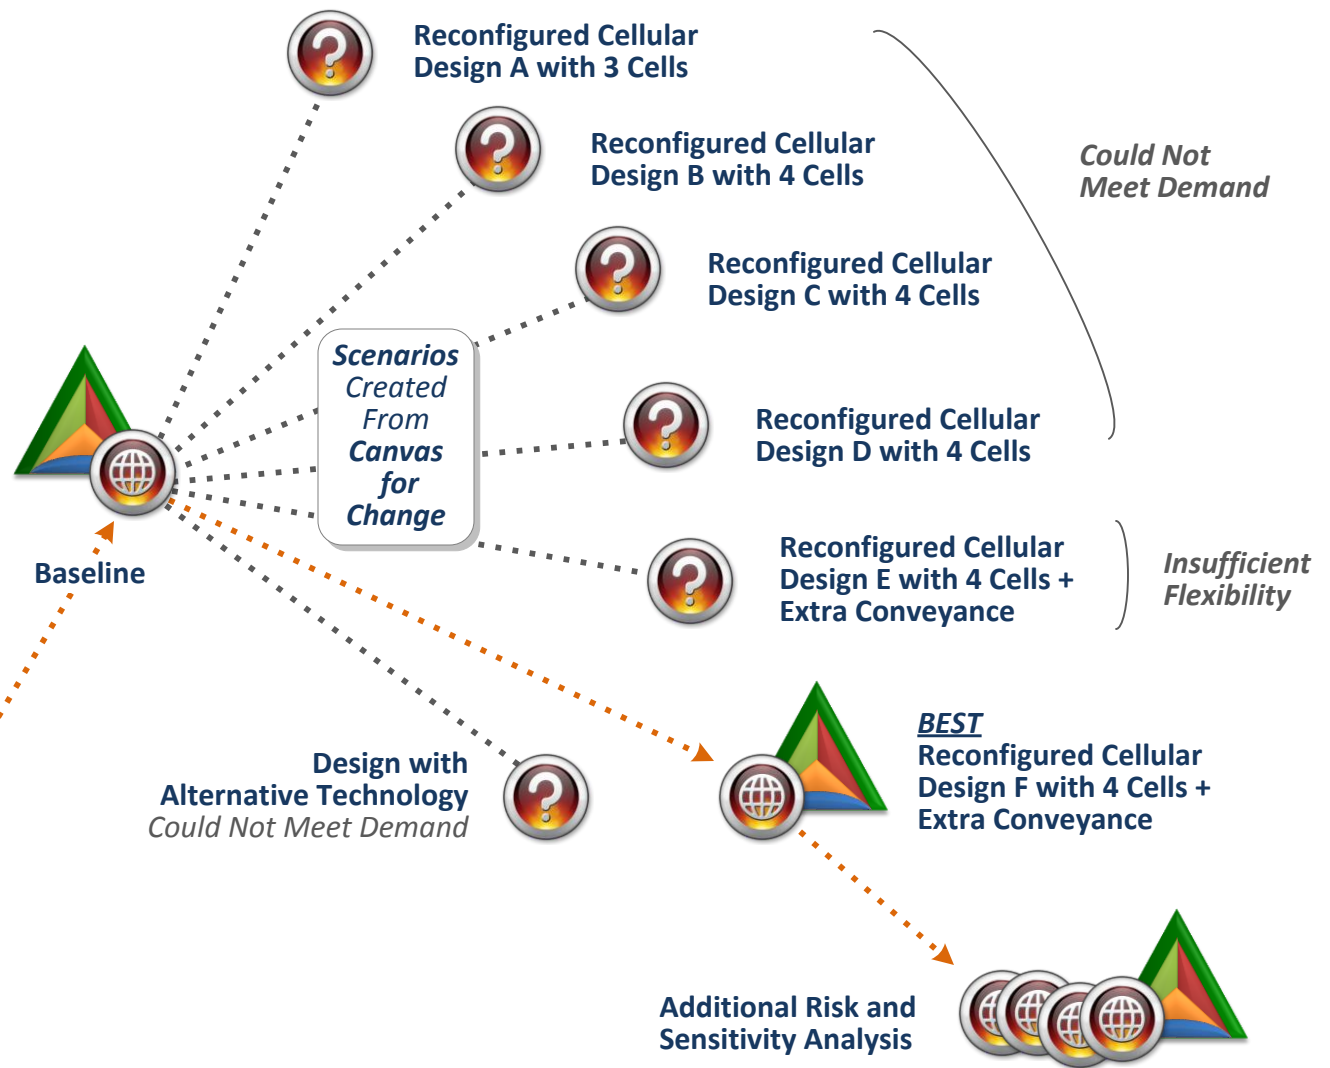 Reconfigured Cellular
Design A with 3 Cells
Reconfigured Cellular
Design B with 4 Cells
Could Not
Meet Demand
Reconfigured Cellular
Design C with 4 Cells
Scenarios
Created
From
Canvas
for
Change
Reconfigured Cellular
Design D with 4 Cells
Baseline
Reconfigured Cellular
Design E with 4 Cells +
Extra Conveyance
Insufficient
Flexibility
Design with
Alternative Technology
Could Not Meet Demand
BEST
Reconfigured Cellular
Design F with 4 Cells +
Extra Conveyance
Additional Risk and
Sensitivity Analysis